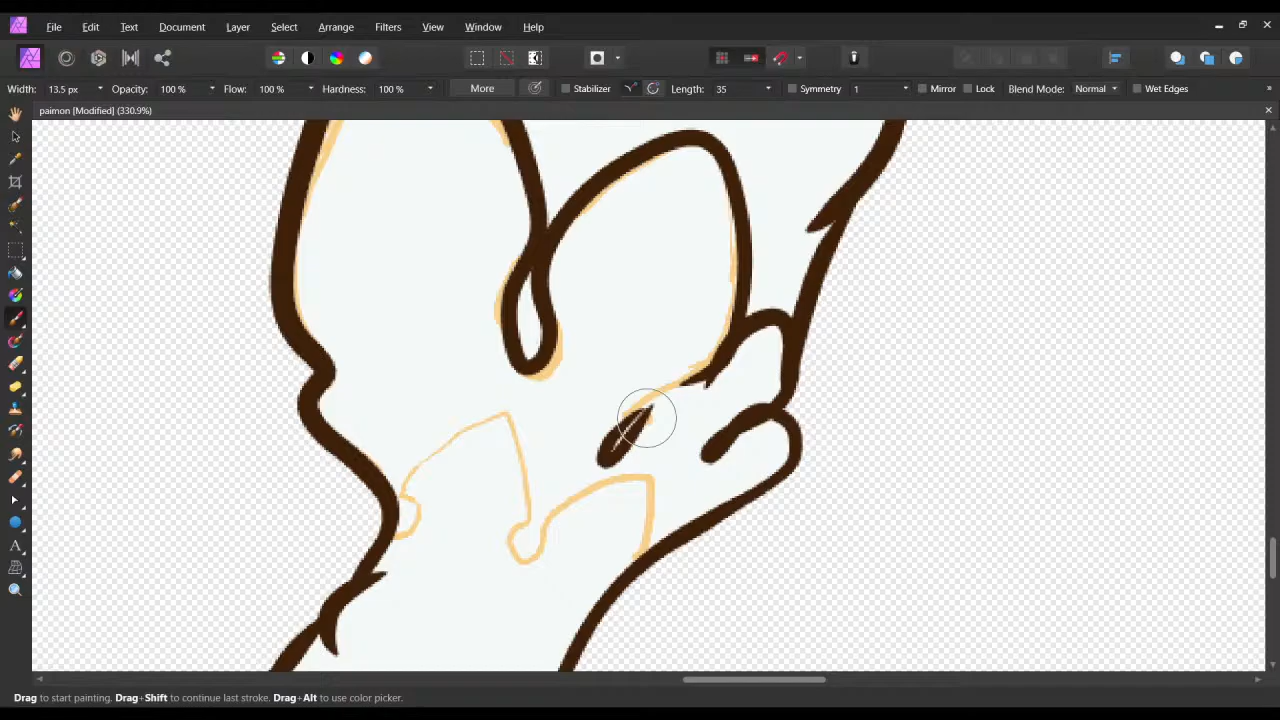 File Edit Text Document Layer Select Arrange Filters View Window Help
Width: 13.5 px Opacity: 100 % Flow: 100 % Hardness: 100 % More Stabilizer Length: 35 Symmetry 1 Mirror Lock Blend Mode: Normal Wet Edges
paimon [Modified] (330.9%)
Drag to start painting. Drag+Shift to continue last stroke. Drag+Alt to use color picker.